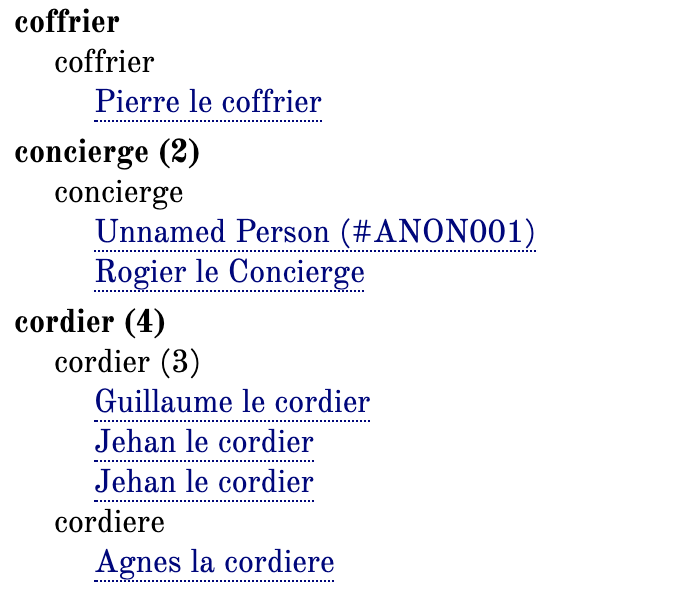 coffrier
coffrier
Pierre le coffrier
concierge (2)
concierge
Unnamed Person (#ANON001)
Rogier le Concierge
cordier (4)
cordier (3)
Guillaume le cordier
Jehan le cordier
Jehan le cordier
cordiere
Agnes la cordiere